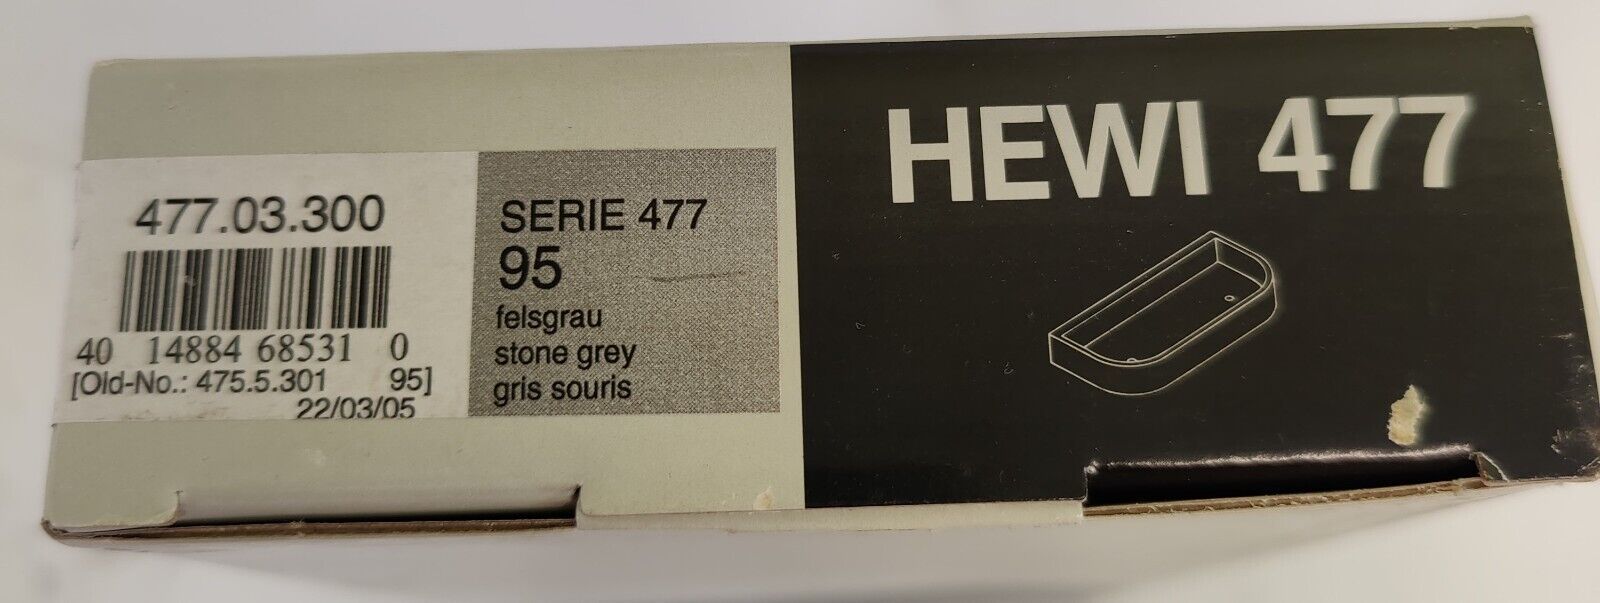 477.03.300
40 14884 68531 0
[Old-No.: 475.5.301 95]
22/03/05
SERIE 477
95
felsgrau
stone grey
gris souris
HEWI 477